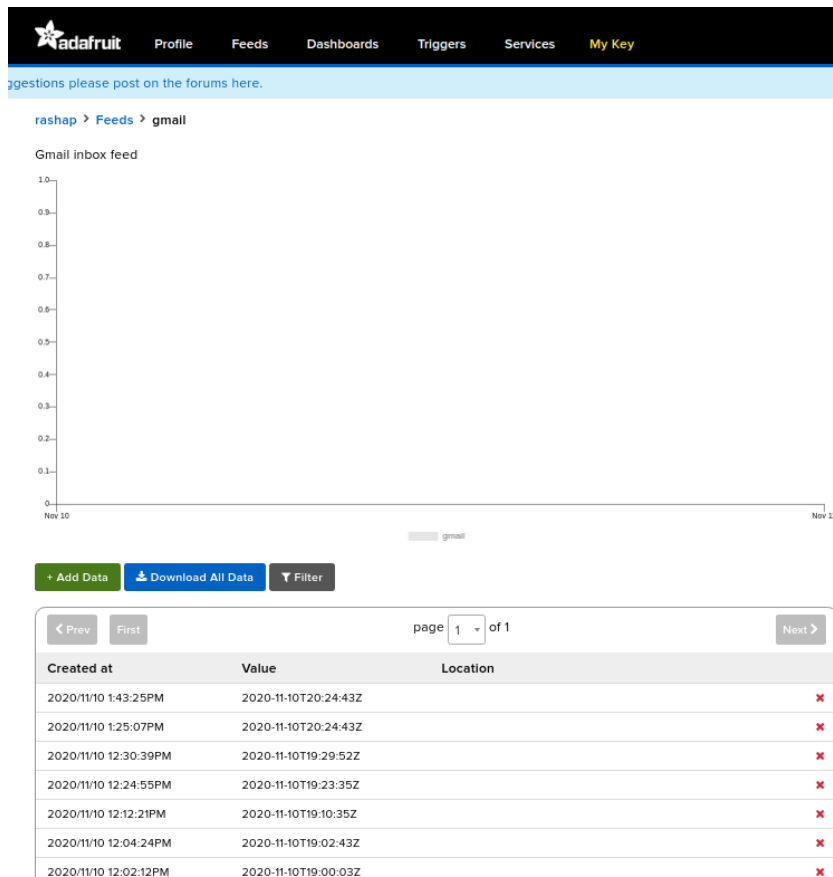 adafruit Profile Feeds Dashboards Triggers Services My Key
ggestions please post on the forums here.
rashap > Feeds > gmail
Gmail inbox feed
1.0
0.9
0.8
0.7
0.6
0.5
0.4
0.3
0.2
0.1
0
Nov 10 Nov 1
gmail
+ Add Data Download All Data Filter
Prev First page 1 of 1 Next
Created at Value Location
2020/11/10 1:43:25PM 2020-11-10T20:24:43Z
2020/11/10 1:25:07PM 2020-11-10T20:24:43Z
2020/11/10 12:30:39PM 2020-11-10T19:29:52Z
2020/11/10 12:24:55PM 2020-11-10T19:23:35Z
2020/11/10 12:12:21PM 2020-11-10T19:10:35Z
2020/11/10 12:04:24PM 2020-11-10T19:02:43Z
2020/11/10 12:02:12PM 2020-11-10T19:00:03Z